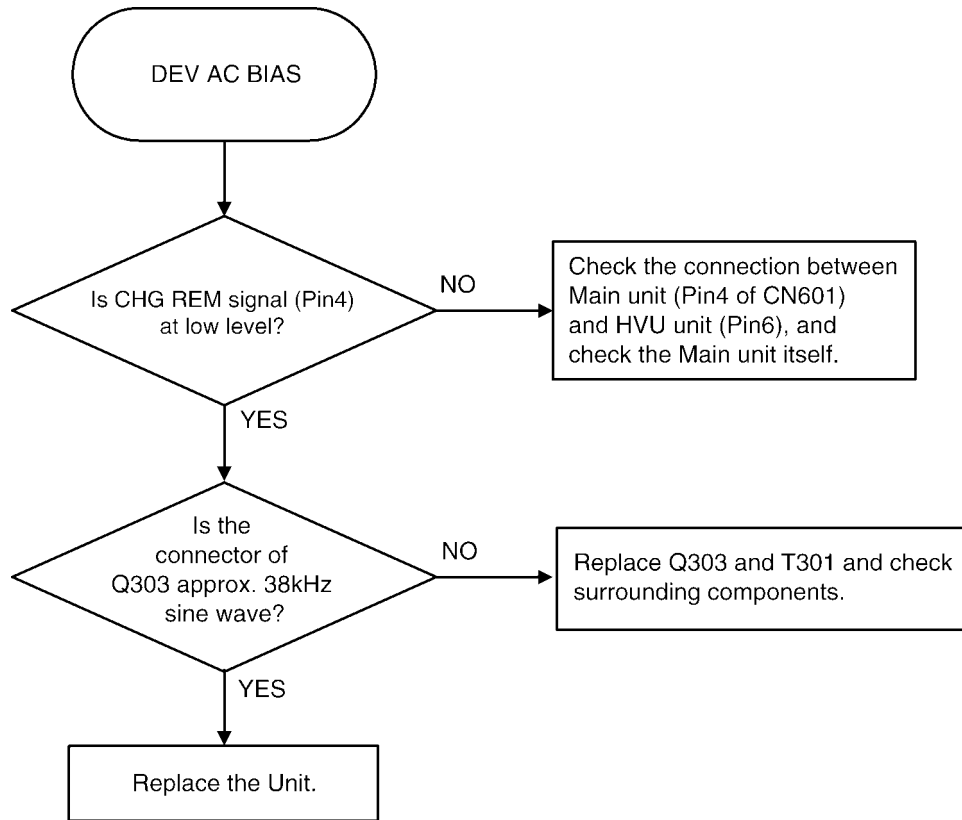 DEV AC BIAS
Is CHG REM signal (Pin4)
at low level?
NO
Check the connection between
Main unit (Pin4 of CN601)
and HVU unit (Pin6), and
check the Main unit itself.
YES
Is the
connector of
Q303 approx. 38kHz
sine wave?
NO
Replace Q303 and T301 and check
surrounding components.
YES
Replace the Unit.